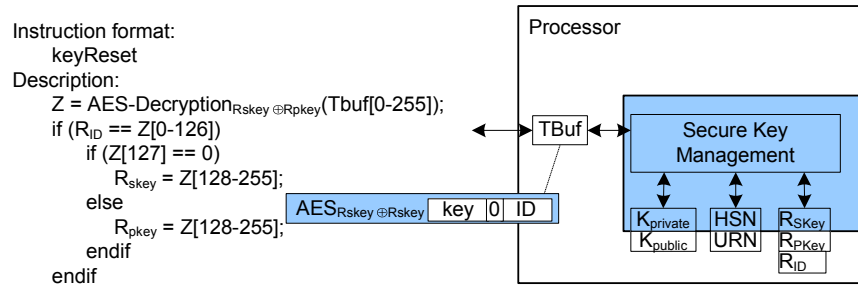 Instruction format:
keyReset
Description:
Z = AES-Decryption Rskey ⊕Rpkey(Tbuf[0-255]);
if (RID == Z[0-126])
if (Z[127] == 0)
Rskey = Z[128-255];
else
Rpkey = Z[128-255];
endif
endif
AESRskey ⊕Rskey key 0 ID
Processor
TBuf
Secure Key
Management
Kprivate
Kpublic
HSN
URN
RSKey
RPKey
RID